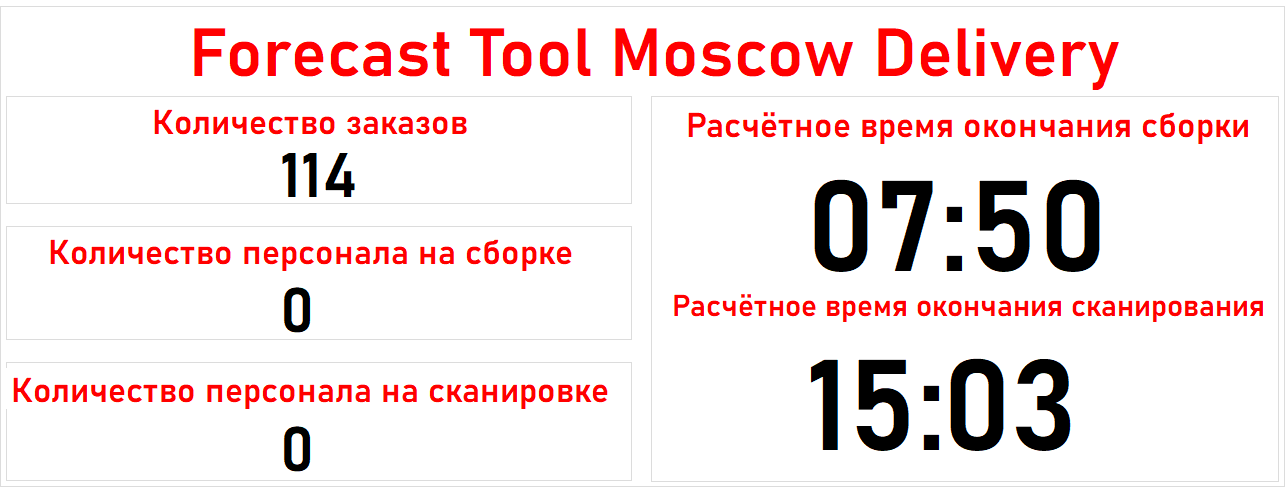 Forecast Tool Moscow Delivery
Количество заказов
114
Количество персонала на сборке
0
Количество персонала на сканировке
0
Расчётное время окончания сборки
07:50
Расчётное время окончания сканирования
15:03